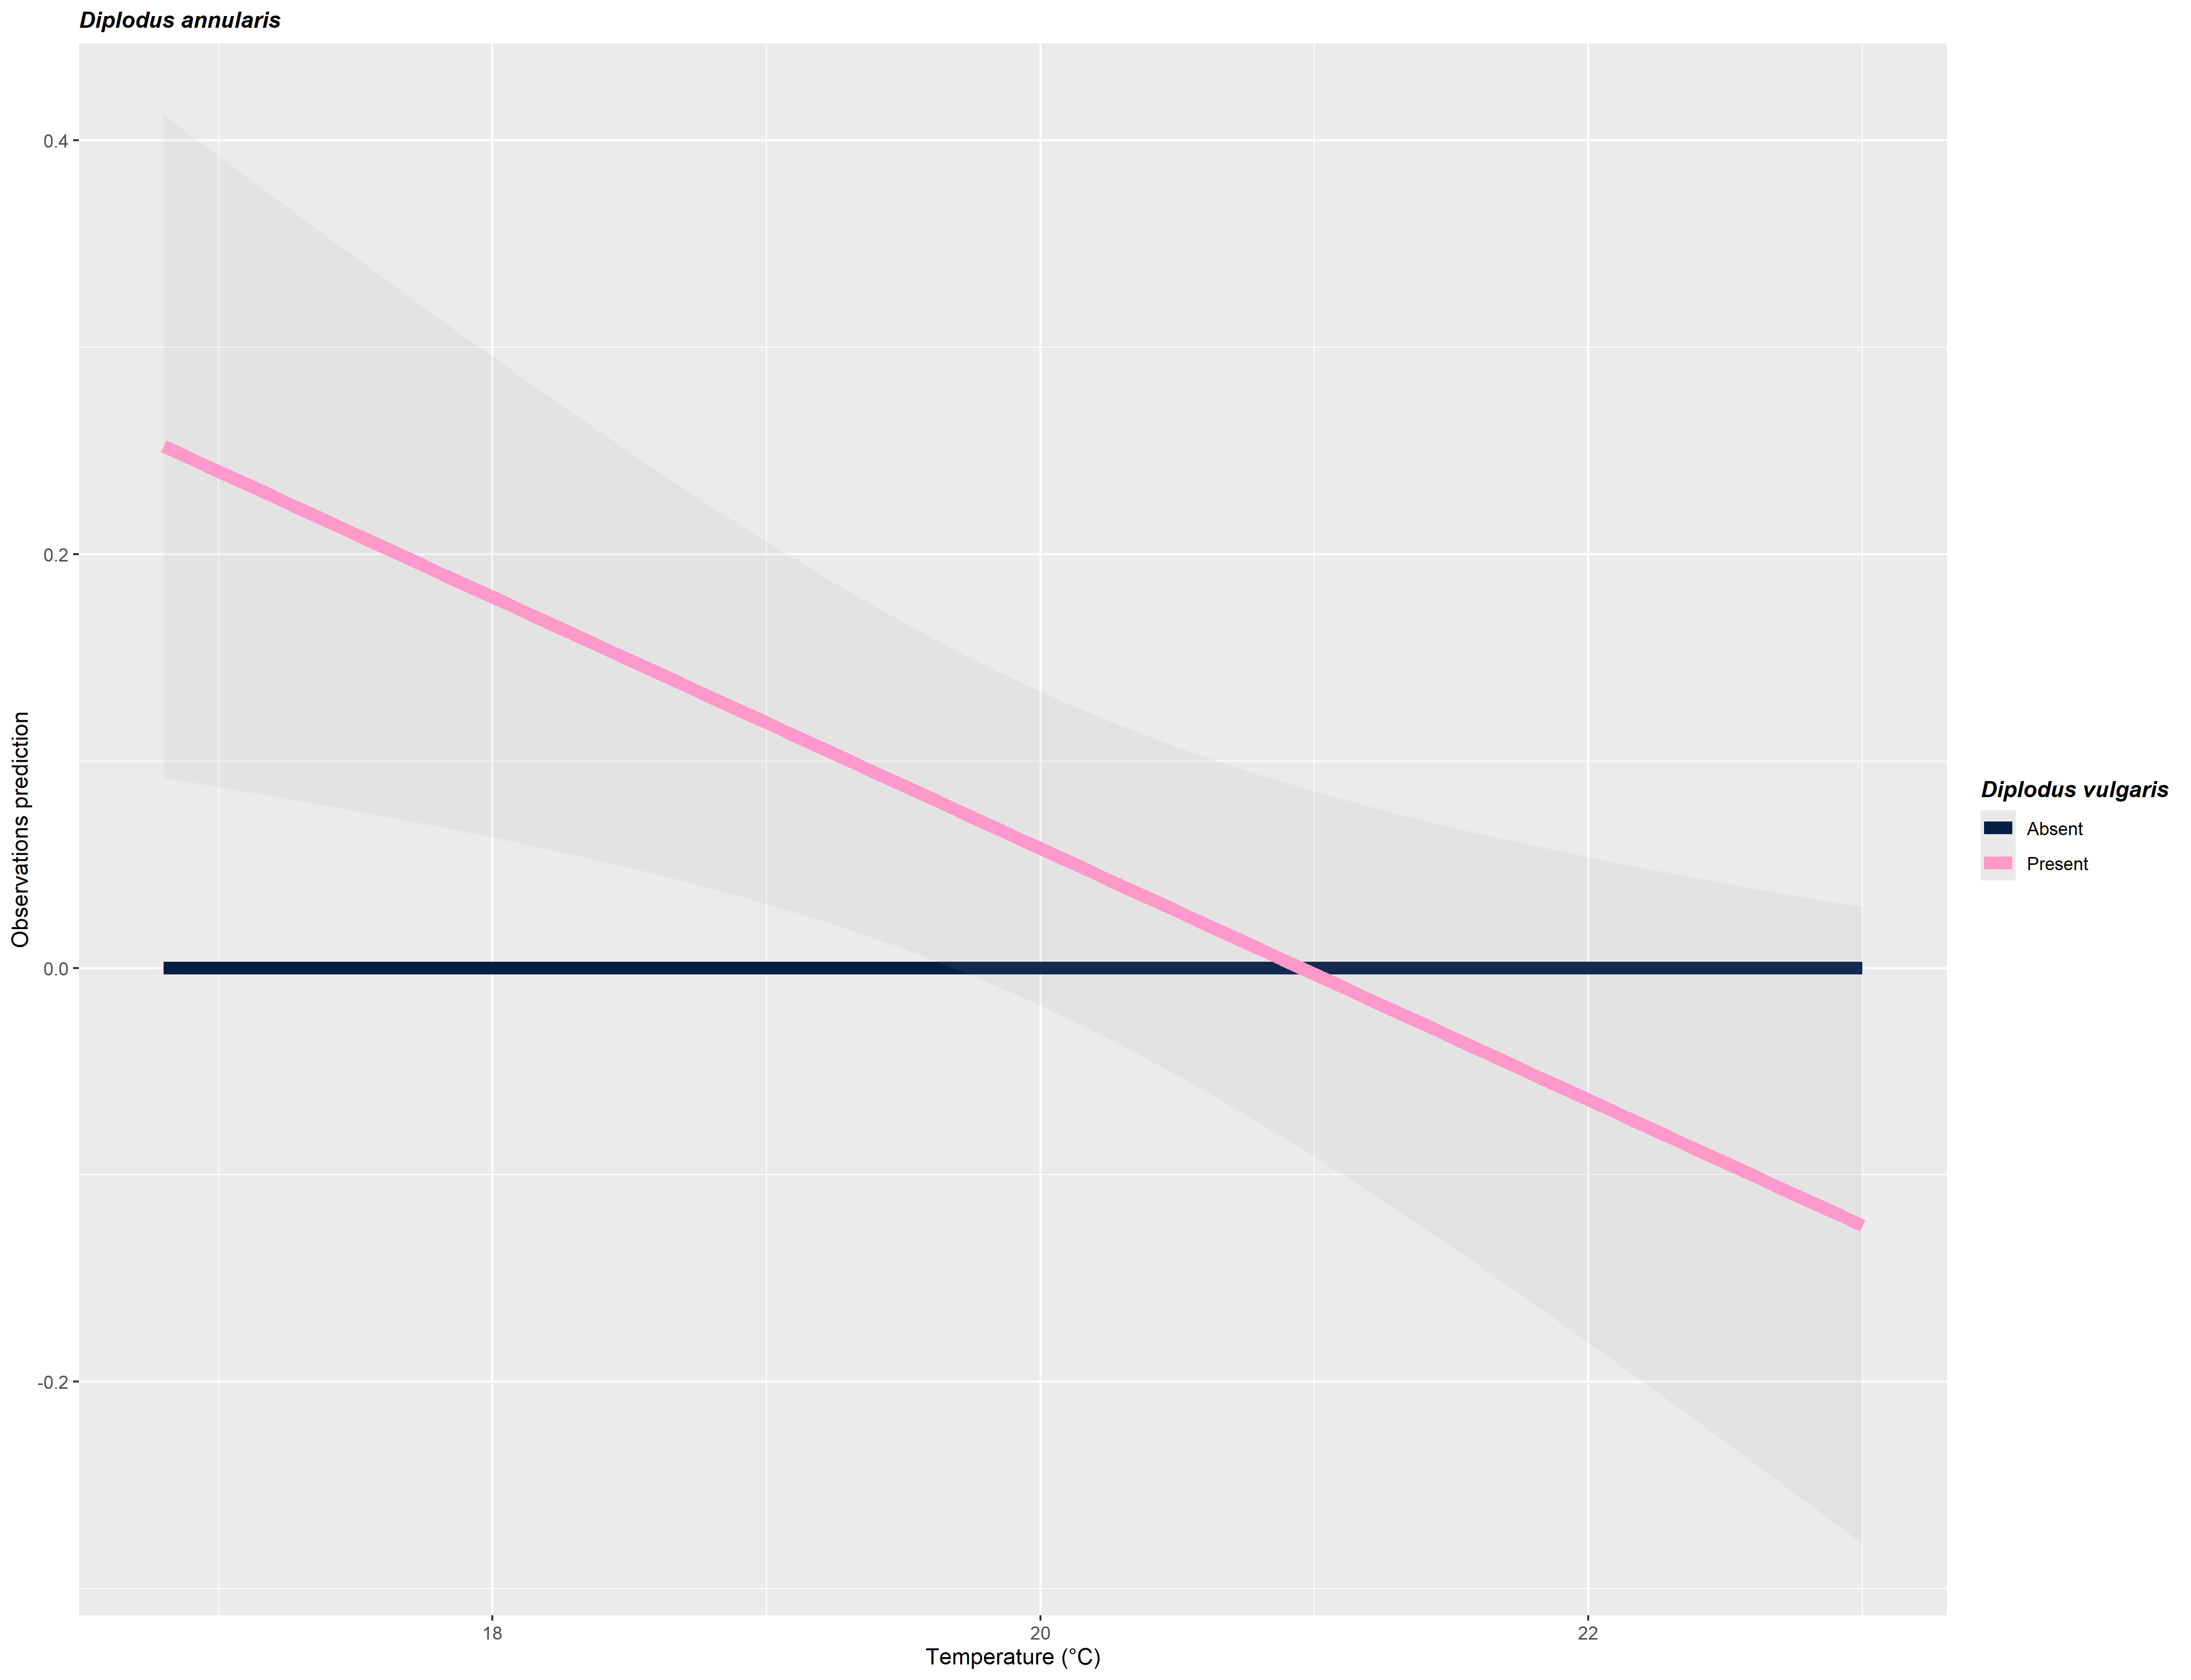 Diplodus annularis
0.4
0.2
0.0
-0.2
Observations prediction
18
20
22
Temperature (°C)
Diplodus vulgaris
Absent
Present